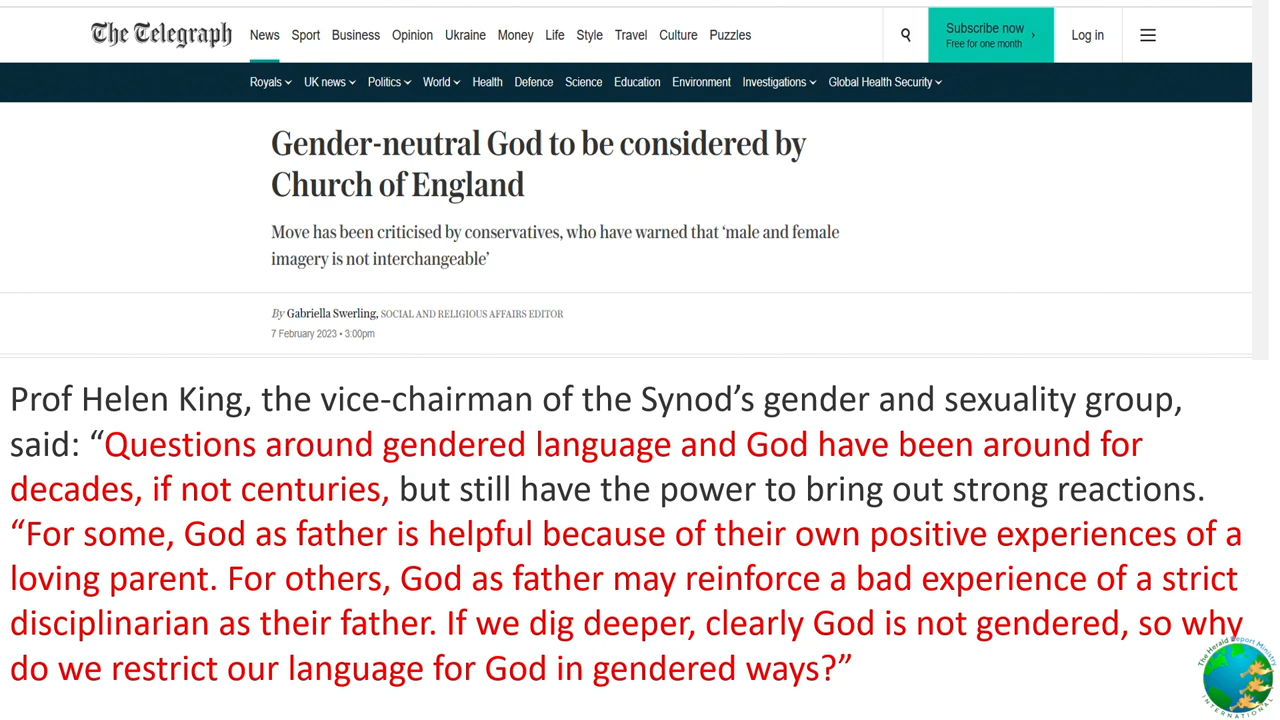 The Telegraph News Sport Business Opinion Ukraine Money Life Style Travel Culture Puzzles Subscribe now Free for one month Log in
Royals UK news Politics World Health Defence Science Education Environment Investigations Global Health Security
Gender-neutral God to be considered by
Church of England
Move has been criticised by conservatives, who have warned that ‘male and female
imagery is not interchangeable’
By Gabriella Swerling, SOCIAL AND RELIGIOUS AFFAIRS EDITOR
7 February 2023 • 3:00pm
Prof Helen King, the vice-chairman of the Synod’s gender and sexuality group,
said: “Questions around gendered language and God have been around for
decades, if not centuries, but still have the power to bring out strong reactions.
“For some, God as father is helpful because of their own positive experiences of a
loving parent. For others, God as father may reinforce a bad experience of a strict
disciplinarian as their father. If we dig deeper, clearly God is not gendered, so why
do we restrict our language for God in gendered ways?”
The Herald Report Ministry
INTERNATIONAL